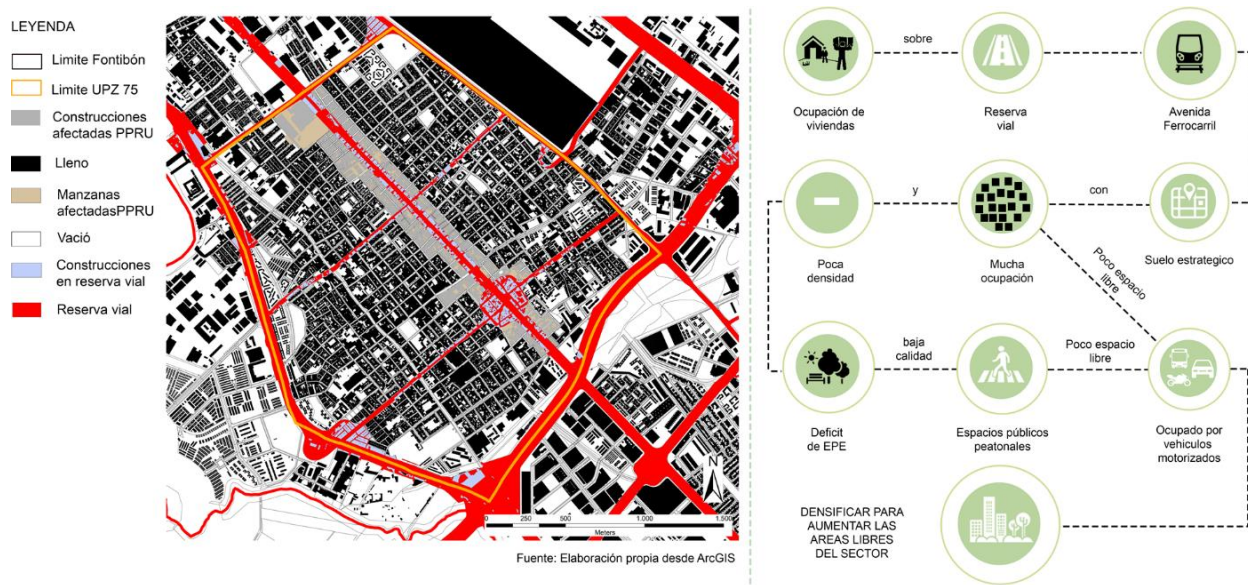 LEYENDA
Limite Fontibón
Limite UPZ 75
Construcciones
afectadas PPRU
Lleno
Manzanas
afectadasPPRU
Vació
Construcciones
en reserva vial
Reserva vial
N
0 250 500 1.000 1.500
Meters
Fuente: Elaboración propia desde ArcGIS
sobre
Ocupación de
viviendas
Reserva
vial
Avenida
Ferrocarril
y
con
Poca
densidad
Mucha
ocupación
Suelo estrategico
Poco espacio
libre
baja
calidad
Poco espacio
libre
Deficit
de EPE
Espacios públicos
peatonales
Ocupado por
vehiculos
motorizados
DENSIFICAR PARA
AUMENTAR LAS
AREAS LIBRES
DEL SECTOR